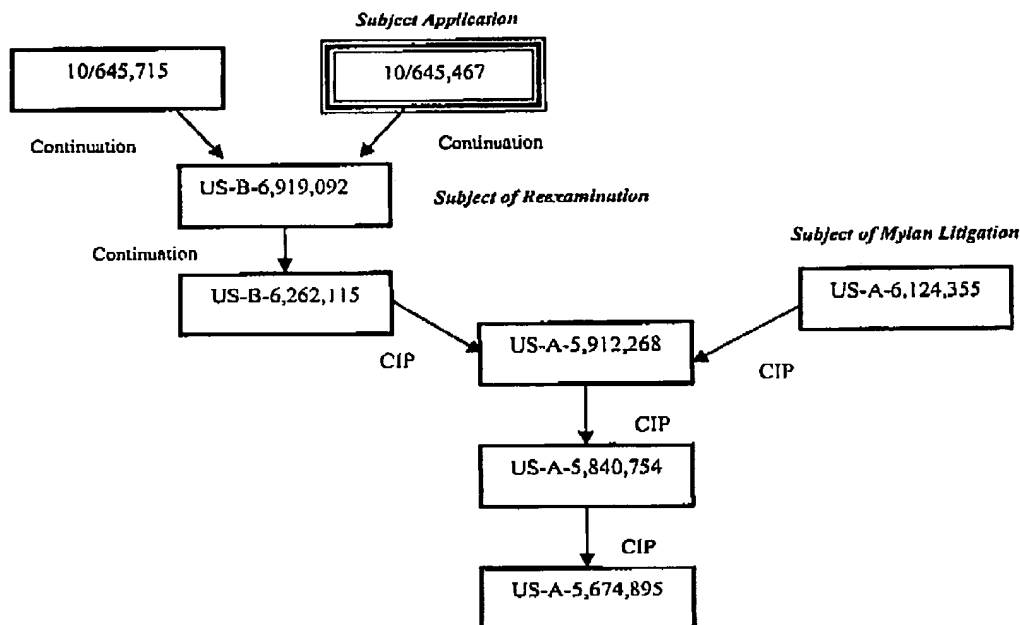 Subject Application
10/645,715
10/645,467
Continuation
Continuation
US-B-6,919,092
Subject of Reexamination
Continuation
Subject of Mylan Litigation
US-B-6,262,115
US-A-6,124,355
US-A-5,912,268
CIP
CIP
CIP
US-A-5,840,754
CIP
US-A-5,674,895